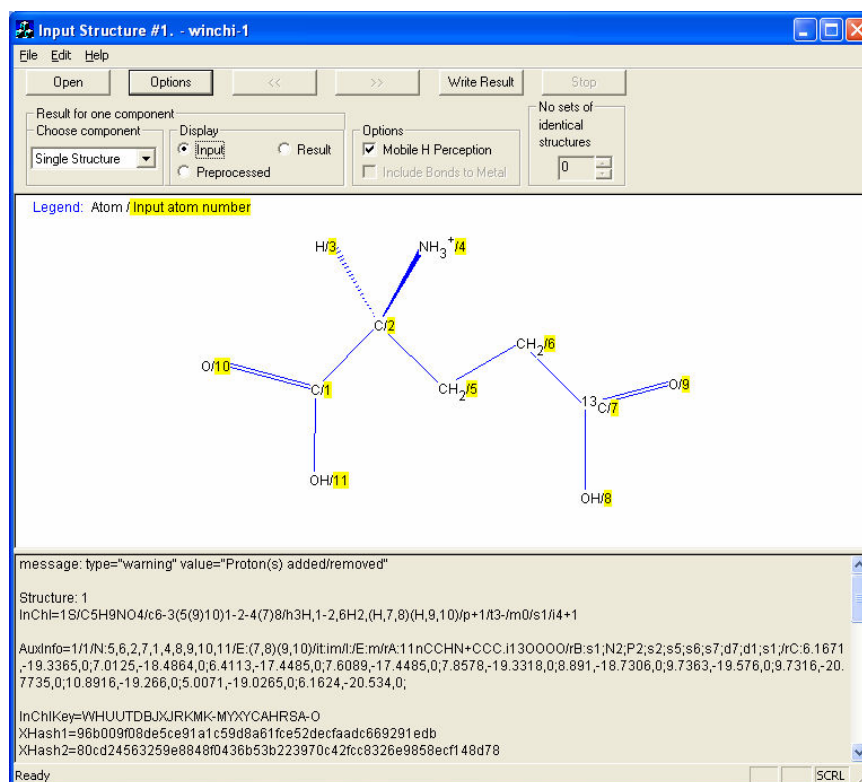 Input Structure #1. - winchi-1
File Edit Help
Open Options << >> Write Result Stop
Result for one component
Choose component
Single Structure
Display
Input Result
Preprocessed
Options
Mobile H Perception
Include Bonds to Metal
No sets of
identical
structures
0
Legend: Atom / Input atom number
H/3 NH3+/4
C/2
CH2/6
O/10 C/1 CH2/5 13C/7 O/9
OH/11 OH/8
message: type="warning" value="Proton(s) added/removed"
Structure: 1
InChI=1S/C5H9NO4/c6-3(5(9)10)1-2-4(7)8/h3H,1-2,6H2,(H,7,8)(H,9,10)/p+1/t3-/m0/s1/i4+1
AuxInfo=1/1/N:5,6,2,7,1,4,8,9,10,11/E:(7,8)(9,10)/it:im/I:/E:m/rA:11nCCHN+CCC.i13OOOO/rB:s1;N2;P2;s2;s5;s6;s7;d7;d1;s1;/rC:6.1671
,-19.3365,0;7.0125,-18.4864,0;6.4113,-17.4485,0;7.6089,-17.4485,0;7.8578,-19.3318,0;8.891,-18.7306,0;9.7363,-19.576,0;9.7316,-20.
7735,0;10.8916,-19.266,0;5.0071,-19.0265,0;6.1624,-20.534,0;
InChIKey=WHUUTDBJXJRKMK-MYXYCAHRSA-O
XHash1=96b009f08de5ce91a1c59d8a61fce52decfaadc669291edb
XHash2=80cd24563259e8848f0436b53b223970c42fcc8326e9858ecf148d78
Ready SCRL